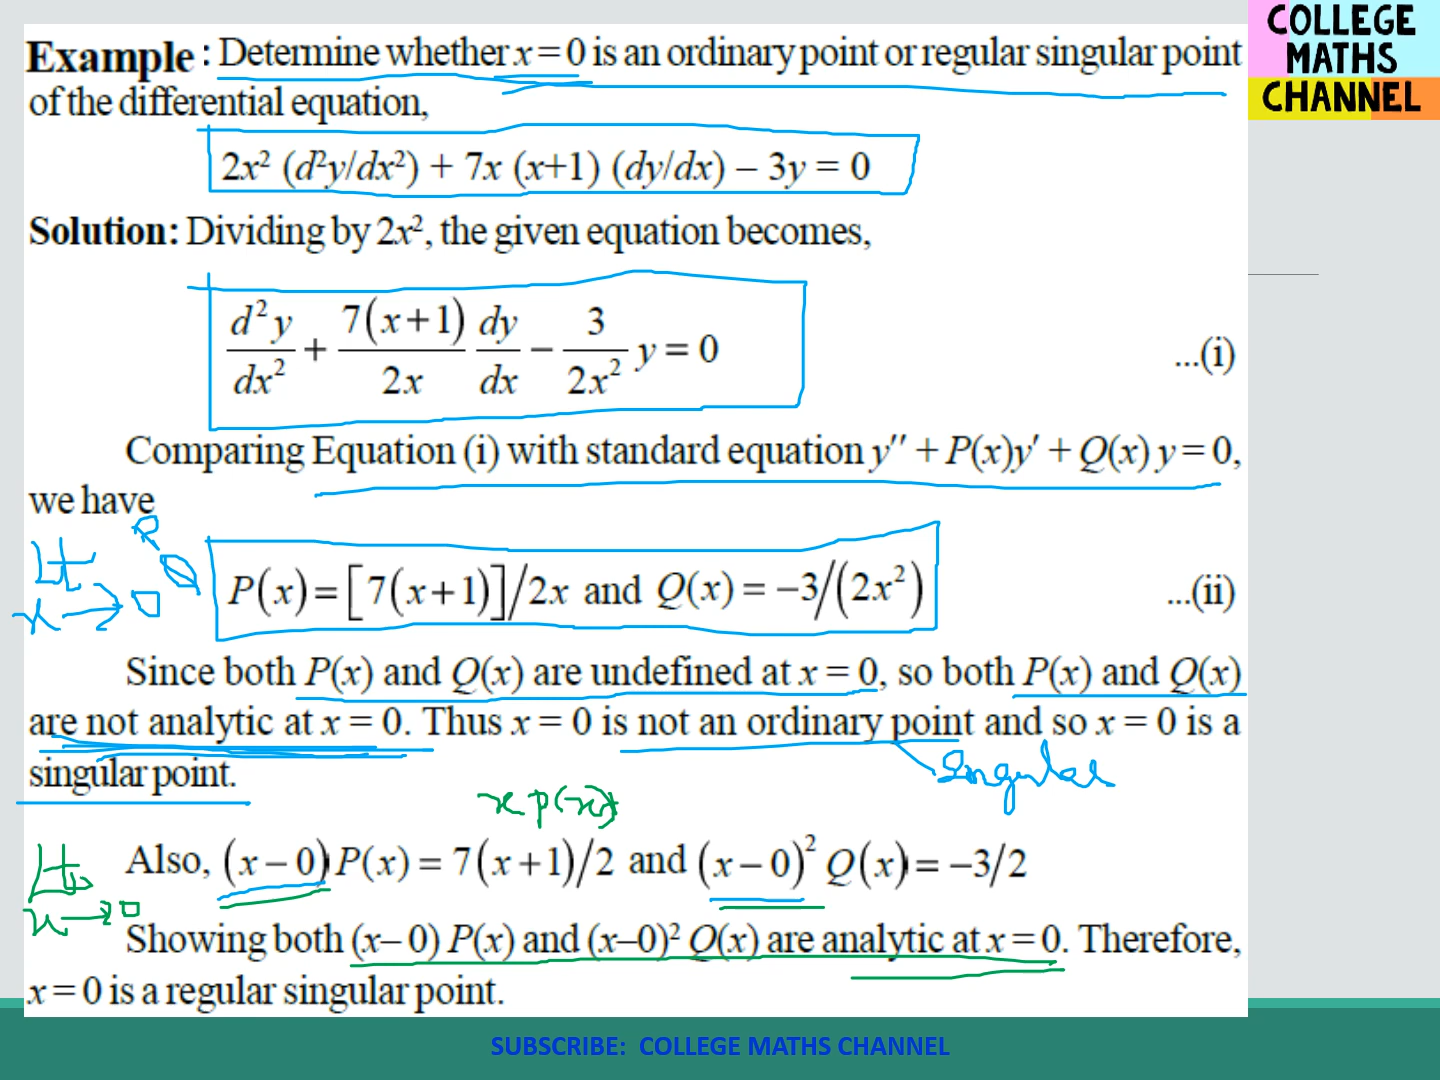 COLLEGE
MATHS
CHANNEL
Example : Determine whether x = 0 is an ordinary point or regular singular point
of the differential equation,
2x² (d²y/dx²) + 7x (x+1) (dy/dx) – 3y = 0
Solution: Dividing by 2x², the given equation becomes,
d²y/dx² + 7(x+1)/2x dy/dx − 3/2x² y = 0 ...(i)
Comparing Equation (i) with standard equation y″ + P(x)y′ + Q(x) y = 0,
we have
P
Lt Q
x → 0
P(x) = [7(x+1)]/2x and Q(x) = −3/(2x²) ...(ii)
Since both P(x) and Q(x) are undefined at x = 0, so both P(x) and Q(x)
are not analytic at x = 0. Thus x = 0 is not an ordinary point and so x = 0 is a
singular point.
Singular
x p(x)
Lt
x → 0
Also, (x − 0) P(x) = 7(x+1)/2 and (x − 0)² Q(x) = −3/2
Showing both (x– 0) P(x) and (x–0)² Q(x) are analytic at x = 0. Therefore,
x = 0 is a regular singular point.
SUBSCRIBE: COLLEGE MATHS CHANNEL